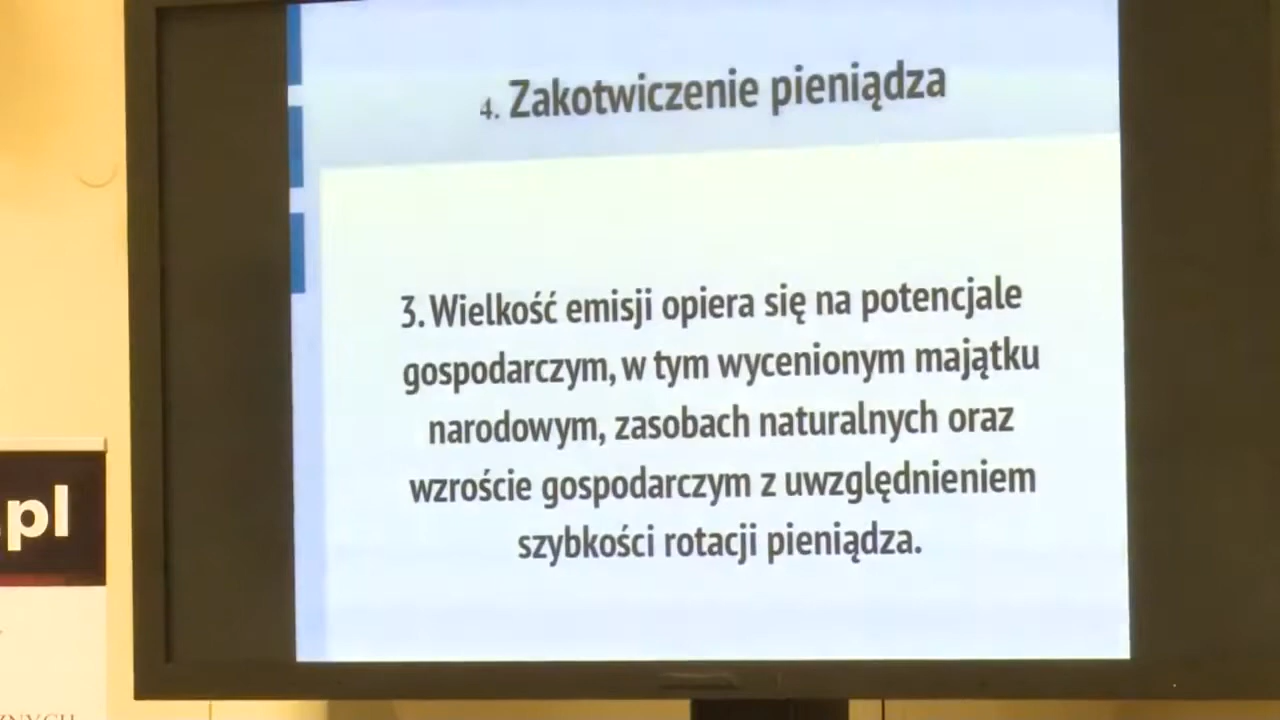 4. Zakotwiczenie pieniądza
3. Wielkość emisji opiera się na potencjale
gospodarczym, w tym wycenionym majątku
narodowym, zasobach naturalnych oraz
wzroście gospodarczym z uwzględnieniem
szybkości rotacji pieniądza.
.pl